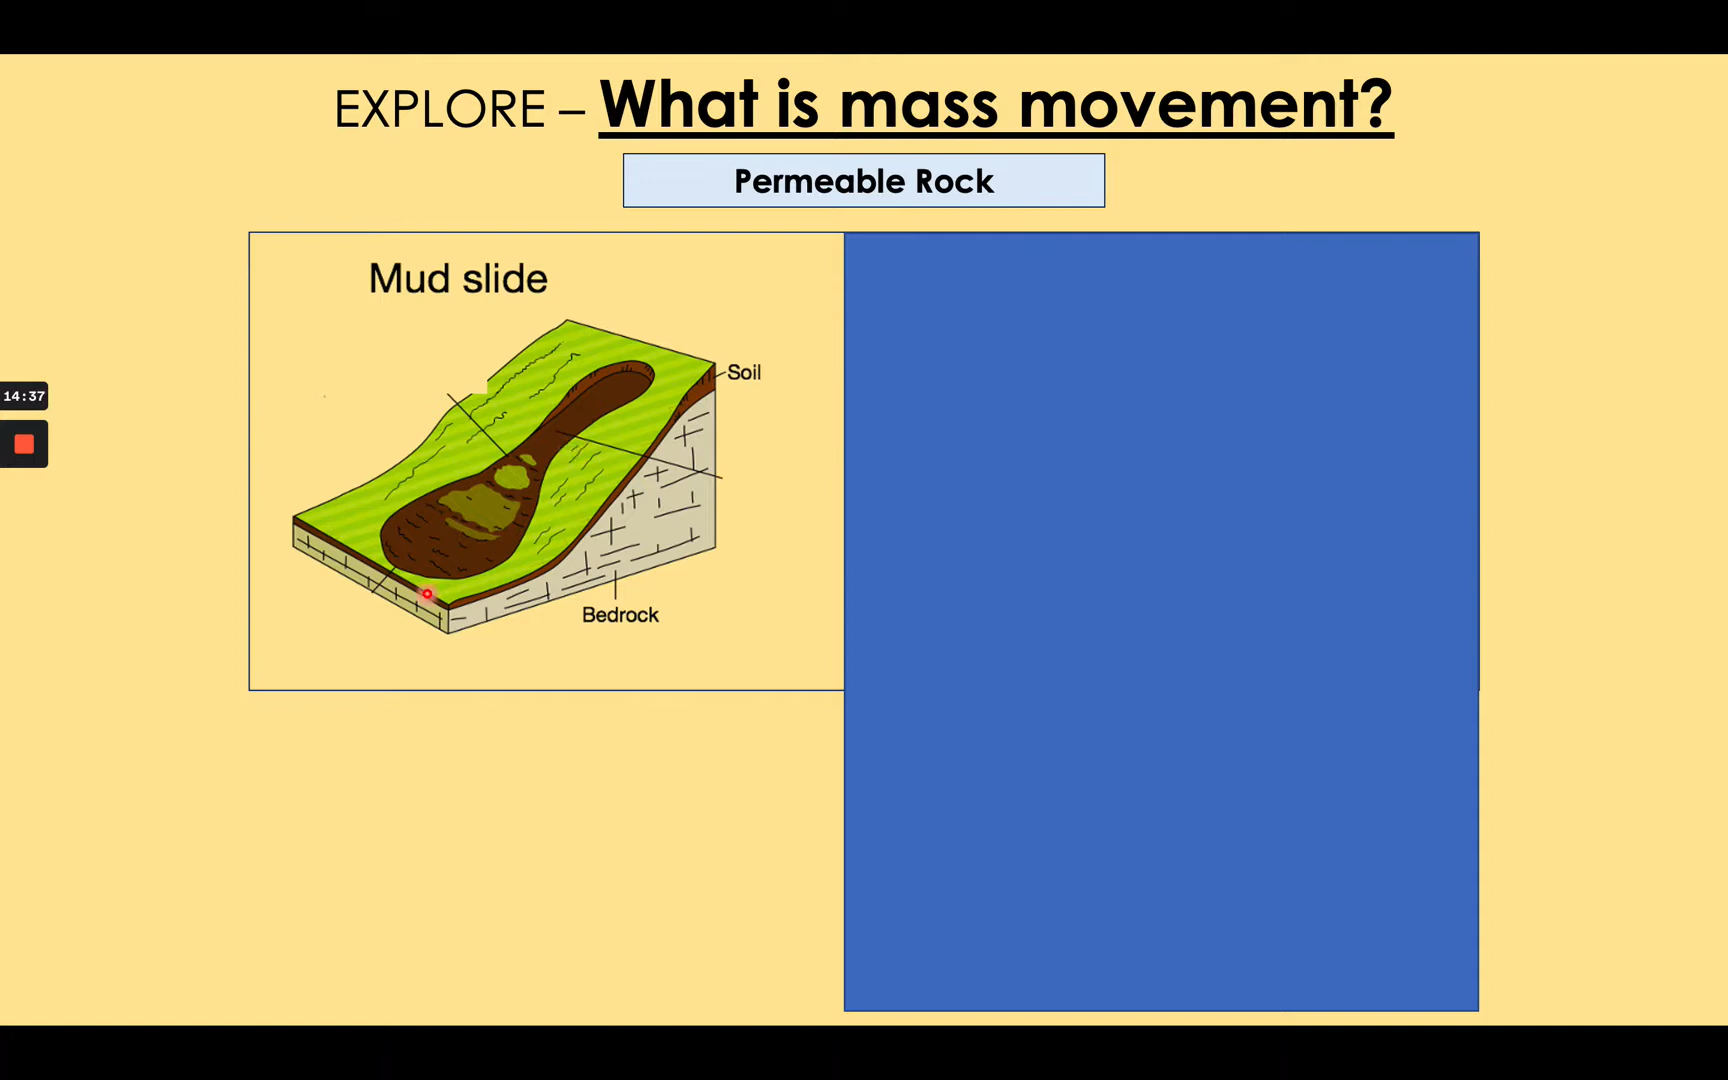 EXPLORE – What is mass movement?
Permeable Rock
Mud slide
Soil
14:37
Bedrock